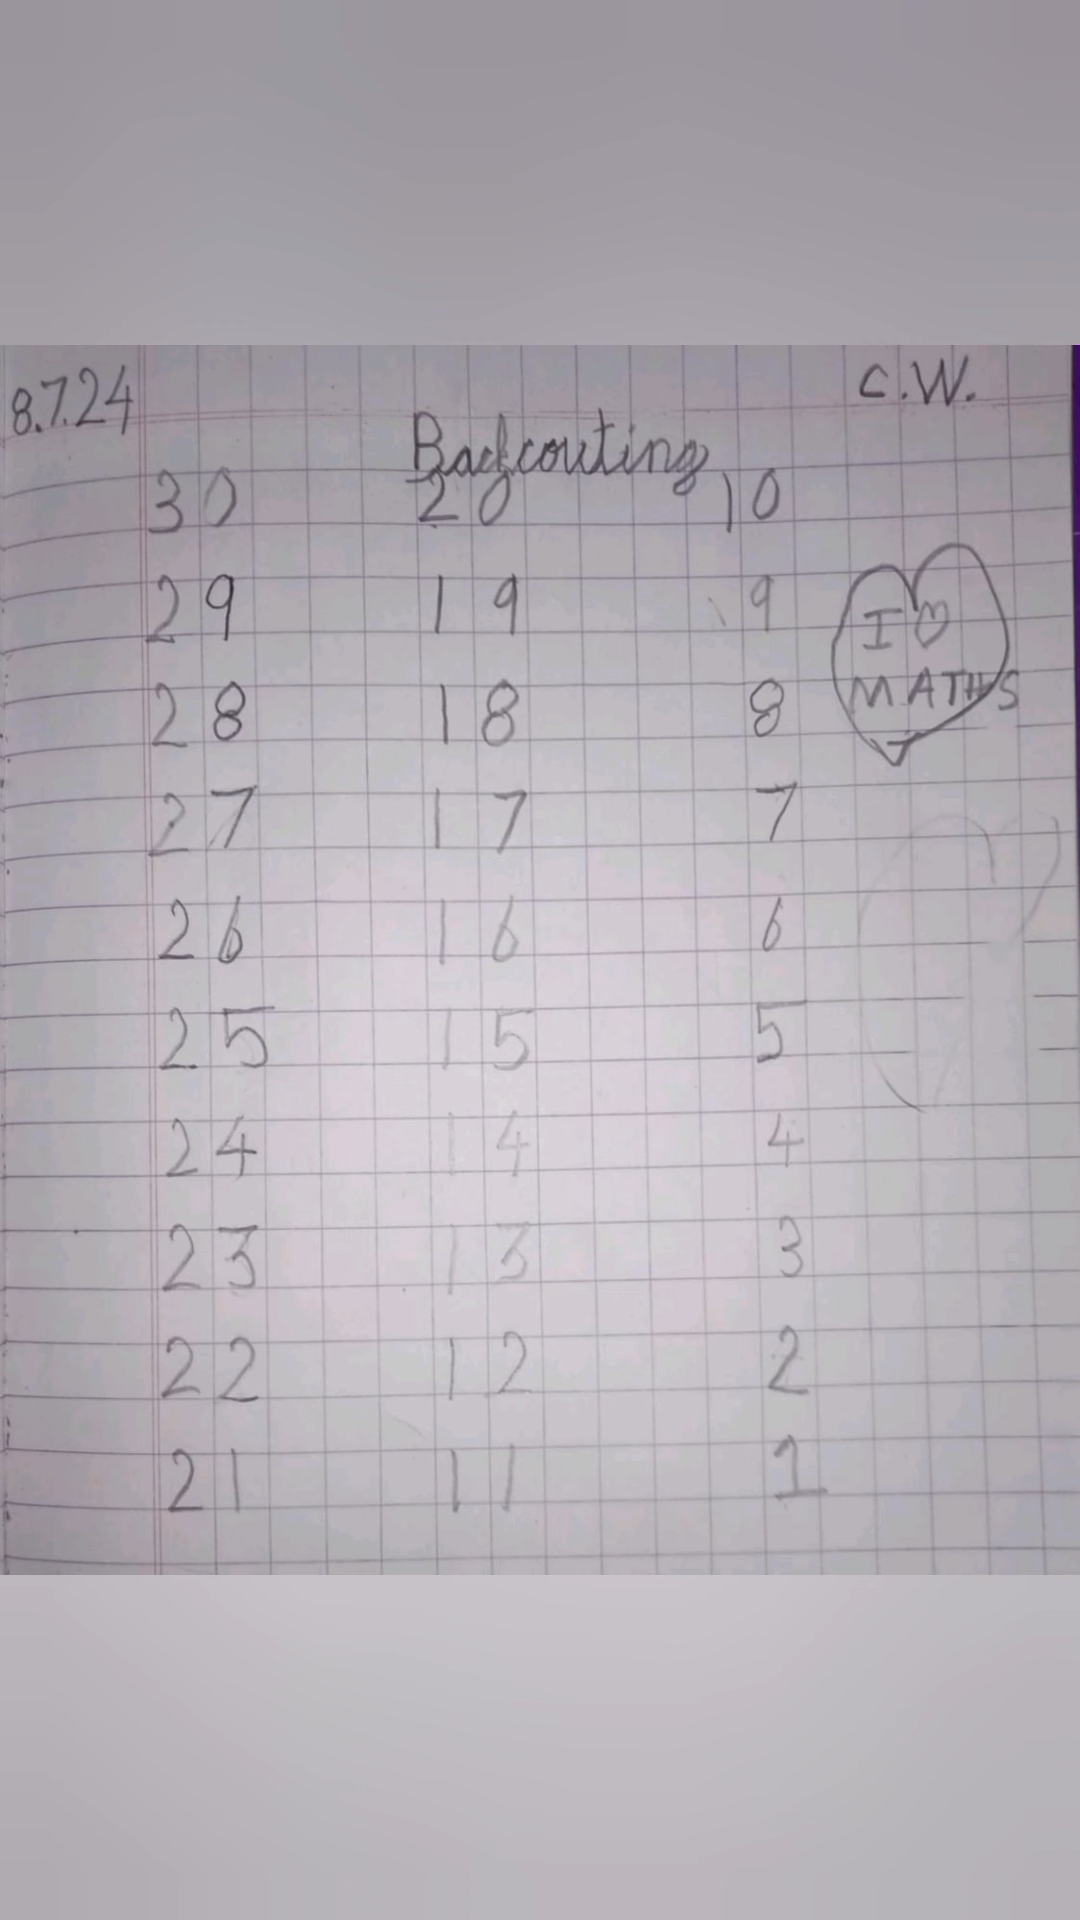 8.7.24 C.W.
Backcouting
30 20 10
29 19 9
I ♡
28 18 8
MATHS
27 17 7
26 16 6
25 15 5
24 14 4
23 13 3
22 12 2
21 11 1